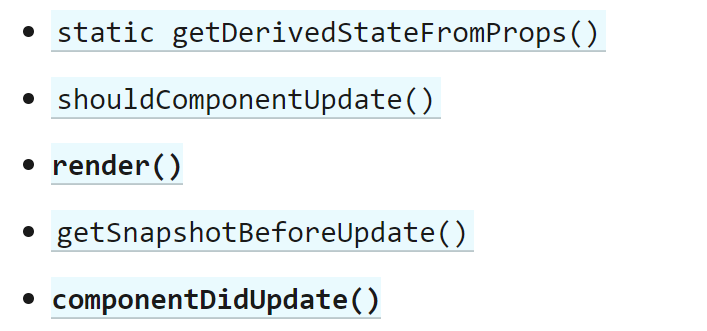 static getDerivedStateFromProps()
shouldComponentUpdate()
render()
getSnapshotBeforeUpdate()
componentDidUpdate()